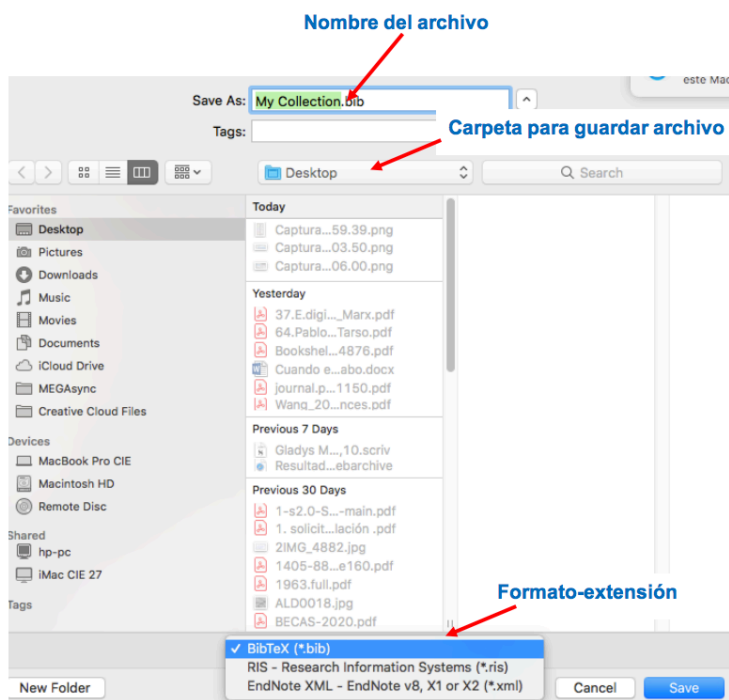 Nombre del archivo
este Mac
Save As: My Collection.bib
Tags:
Carpeta para guardar archivo
Desktop
Search
Favorites
Desktop
Pictures
Downloads
Music
Movies
Documents
iCloud Drive
MEGAsync
Creative Cloud Files
Devices
MacBook Pro CIE
Macintosh HD
Remote Disc
Shared
hp-pc
iMac CIE 27
Tags
Today
Captura...59.39.png
Captura...03.50.png
Captura...06.00.png
Yesterday
37.E.digi..._Marx.pdf
64.Pablo...Tarso.pdf
Bookshel...4876.pdf
Cuando e...abo.docx
journal.p...1150.pdf
Wang_20...nces.pdf
Previous 7 Days
Gladys M...,10.scriv
Resultad...ebarchive
Previous 30 Days
1-s2.0-S...-main.pdf
1. solicit...lación .pdf
2IMG_4882.jpg
1405-88...e160.pdf
1963.full.pdf
ALD0018.jpg
BECAS-2020.pdf
Formato-extensión
BibTeX (*.bib)
RIS - Research Information Systems (*.ris)
EndNote XML - EndNote v8, X1 or X2 (*.xml)
New Folder
Cancel
Save